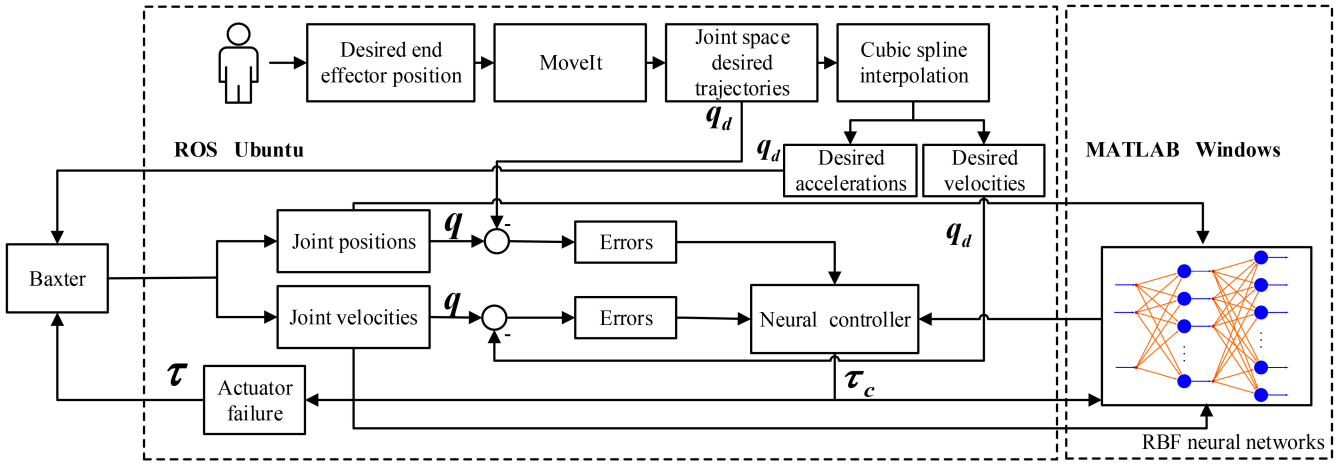 Desired end
effector position
MoveIt
Joint space
desired
trajectories
Cubic spline
interpolation
q_d
q_d
ROS Ubuntu
Desired
accelerations
Desired
velocities
MATLAB Windows
Joint positions
q
-
Errors
q_d
Baxter
Joint velocities
q
-
Errors
Neural controller
τ
Actuator
failure
τ_c
RBF neural networks